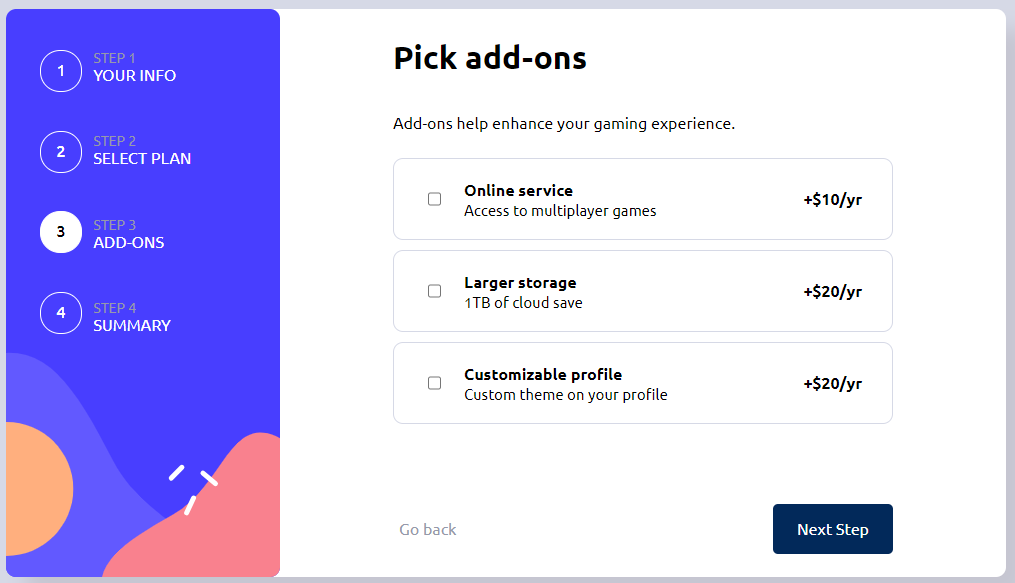 1
STEP 1
YOUR INFO
2
STEP 2
SELECT PLAN
3
STEP 3
ADD-ONS
4
STEP 4
SUMMARY
Pick add-ons
Add-ons help enhance your gaming experience.
Online service
Access to multiplayer games
+$10/yr
Larger storage
1TB of cloud save
+$20/yr
Customizable profile
Custom theme on your profile
+$20/yr
Go back
Next Step